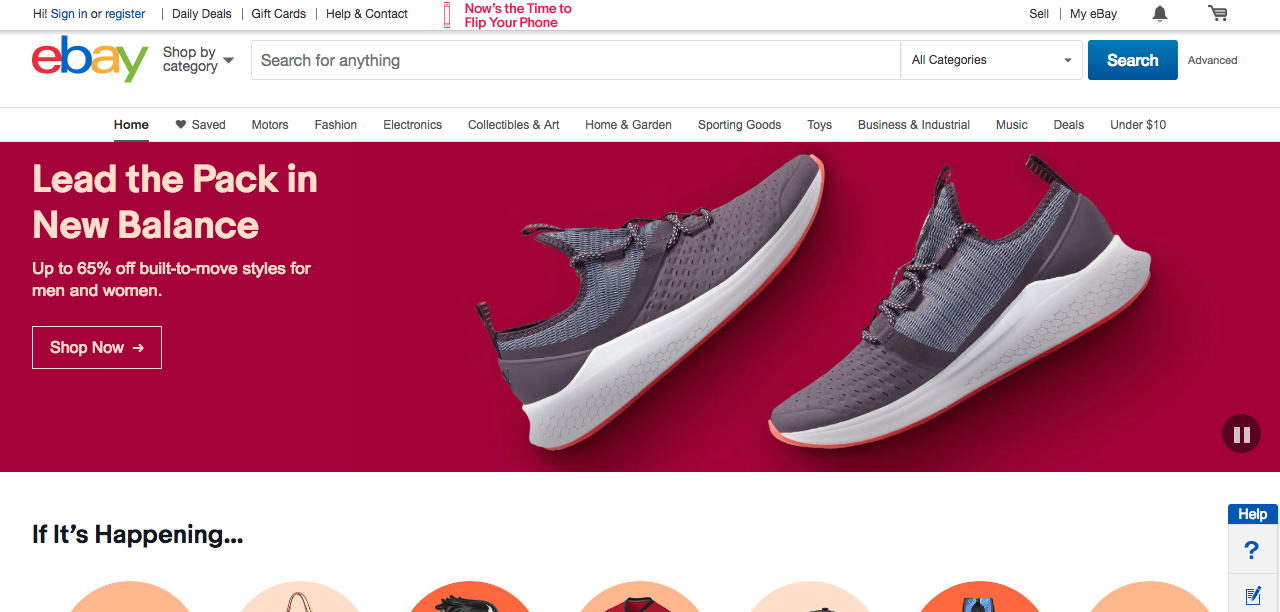 Hi! Sign in or register | Daily Deals | Gift Cards | Help & Contact
Now's the Time to
Flip Your Phone
Sell | My eBay
ebay
Shop by
category
Search for anything
All Categories
Search
Advanced
Home Saved Motors Fashion Electronics Collectibles & Art Home & Garden Sporting Goods Toys Business & Industrial Music Deals Under $10
Lead the Pack in
New Balance
Up to 65% off built-to-move styles for
men and women.
Shop Now →
If It's Happening...
Help
?